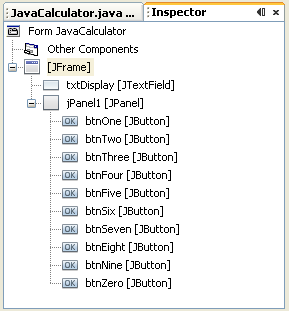 JavaCalculator.java ... Inspector
Form JavaCalculator
Other Components
[JFrame]
txtDisplay [JTextField]
jPanel1 [JPanel]
OK btnOne [JButton]
OK btnTwo [JButton]
OK btnThree [JButton]
OK btnFour [JButton]
OK btnFive [JButton]
OK btnSix [JButton]
OK btnSeven [JButton]
OK btnEight [JButton]
OK btnNine [JButton]
OK btnZero [JButton]